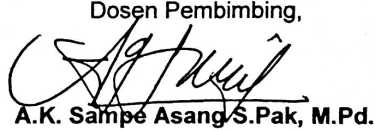 Dosen Pembimbing,
A.K. Sampe Asang S.Pak, M.Pd.